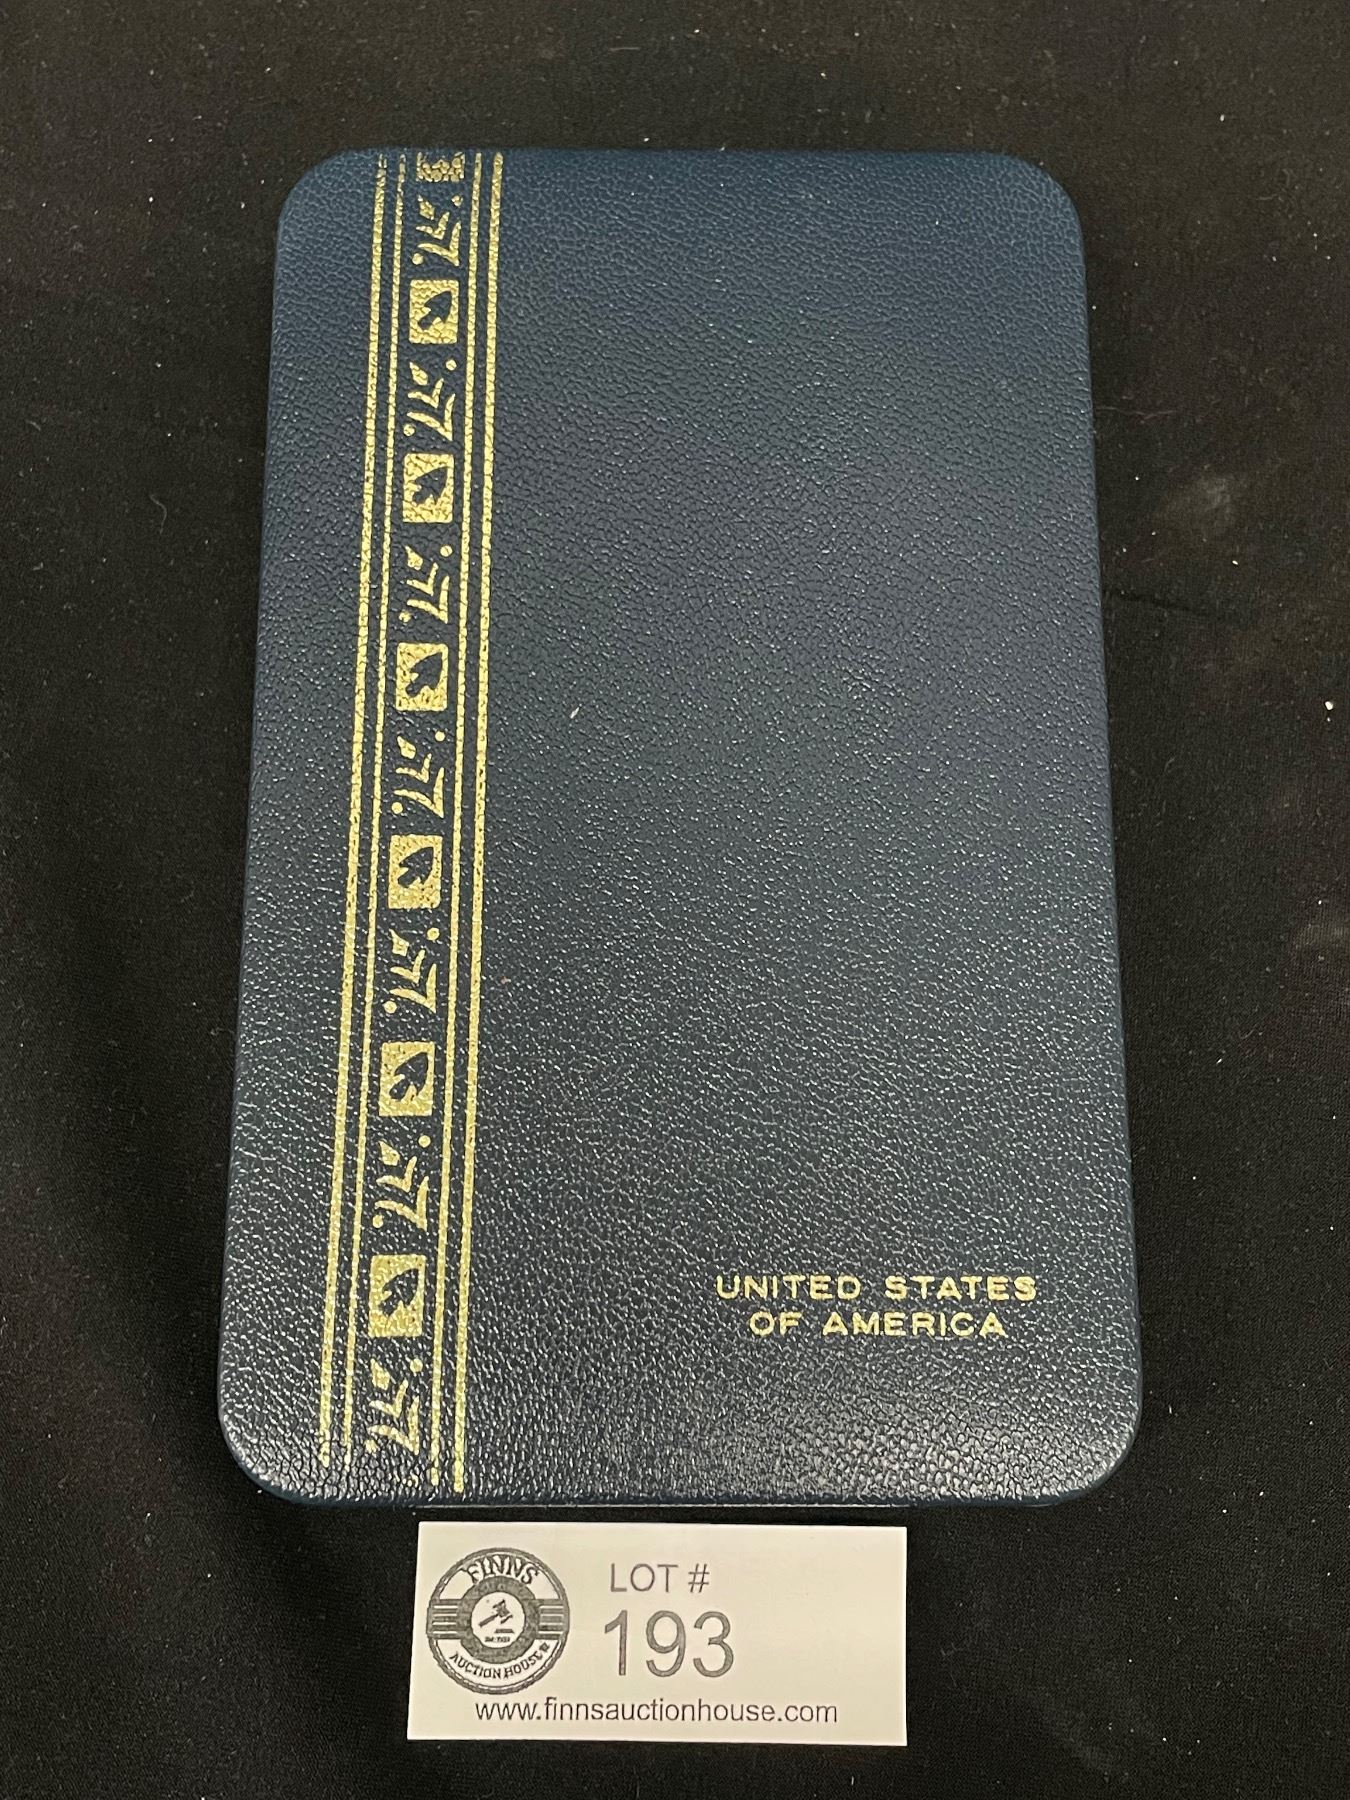 UNITED STATES
OF AMERICA
FINNS
AUCTION HOUSE
LOT #
193
www.finnsauctionhouse.com